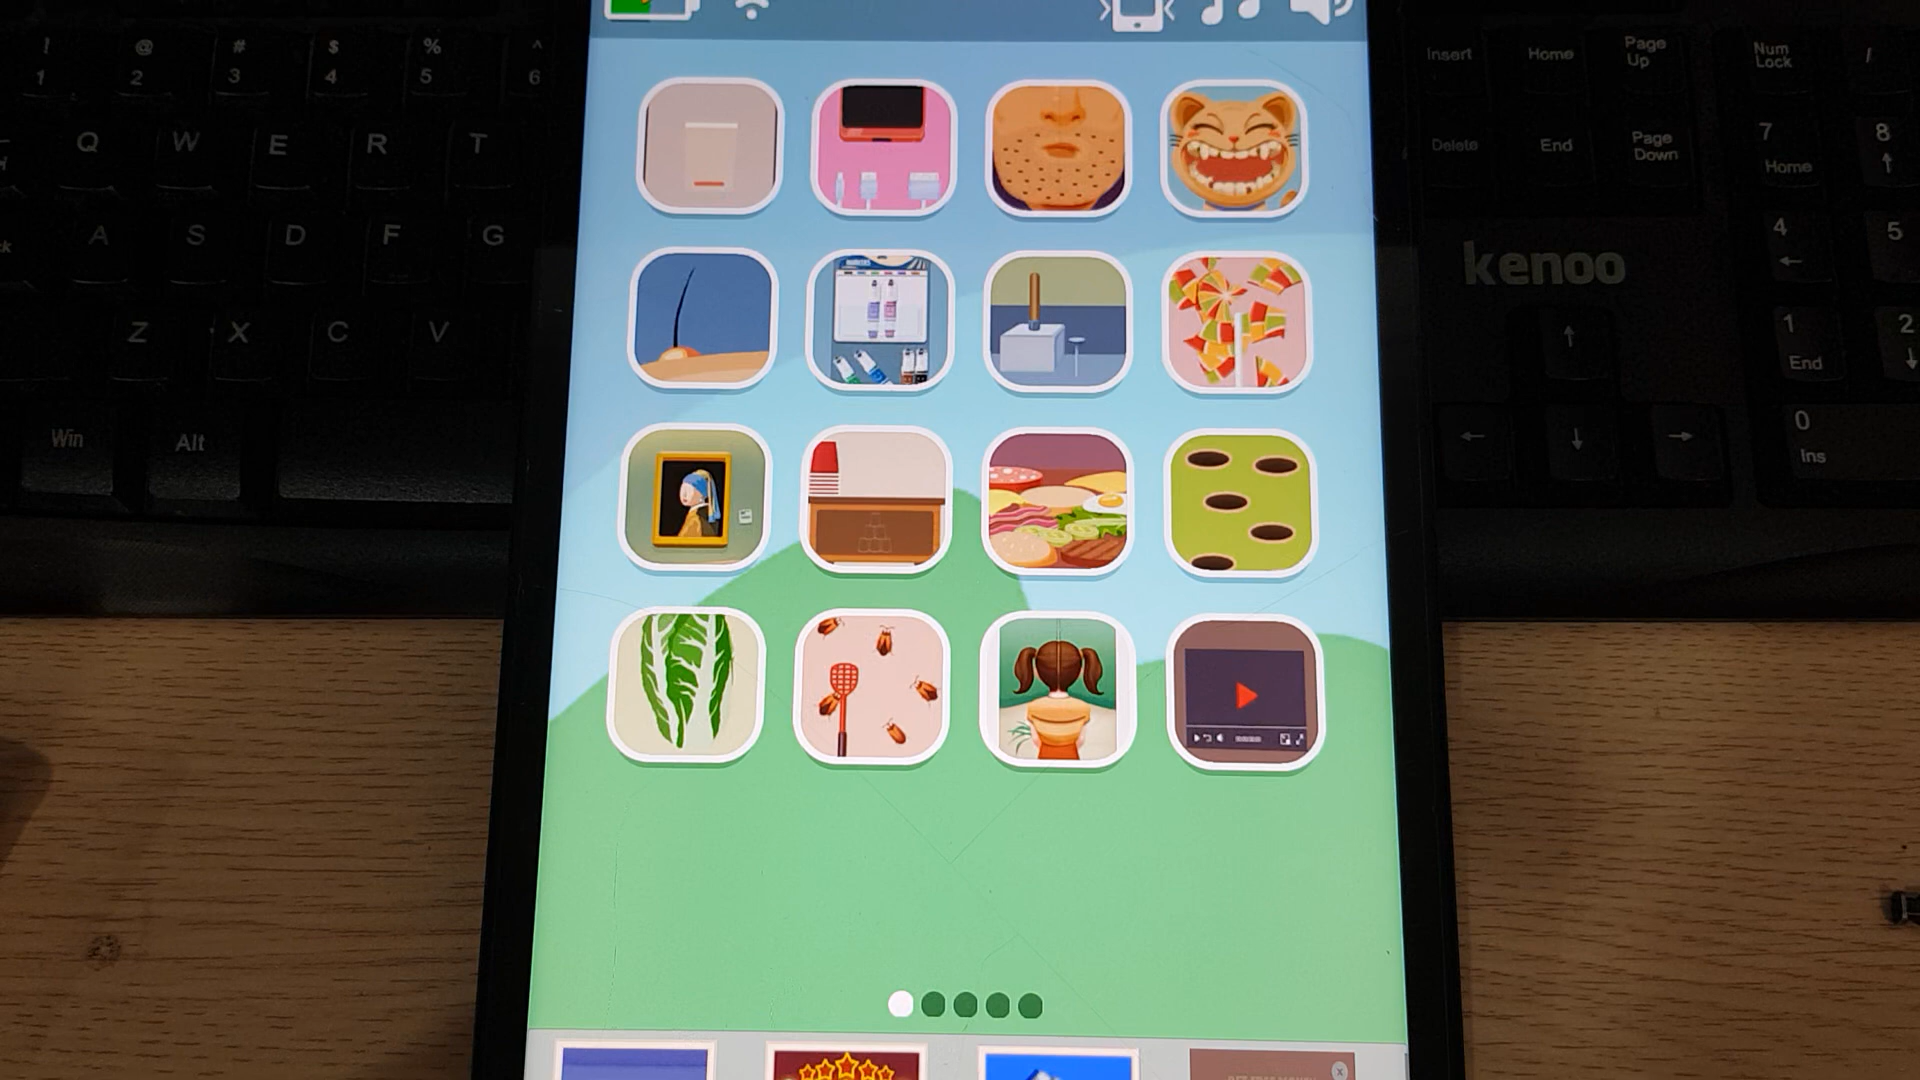 ! @ # $ % ^
1 2 3 4 5 6
Q W E R T
A S D F G
Z X C V
Win Alt
Insert Home Page Up Num Lock /
Delete End Page Down 7 Home 8 ↑
kenoo
4 ← 5
↑
1 End 2 ↓
← ↓ →
0 Ins